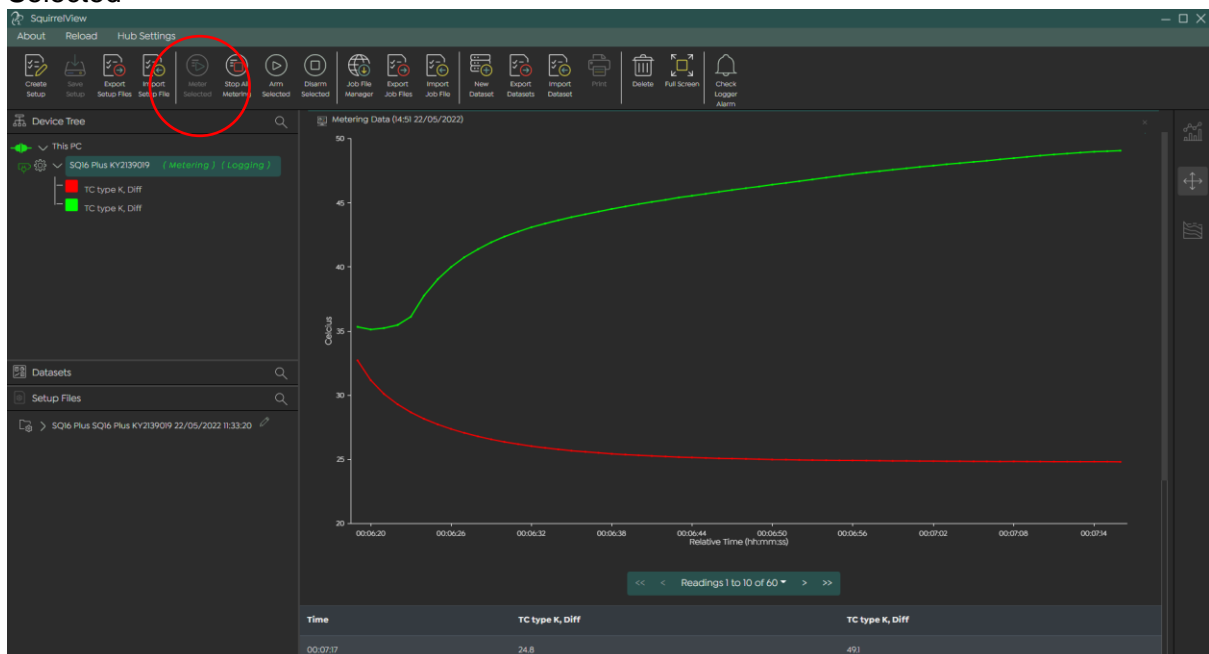 Selected
SquirrelView
About Reload Hub Settings
Create Setup
Save Setup
Export Setup Files
Import Setup File
Meter Selected
Stop All Metering
Arm Selected
Disarm Selected
Job File Manager
Export Job Files
Import Job File
New Dataset
Export Datasets
Import Dataset
Print
Delete
Full Screen
Check Logger Alarm
Device Tree
This PC
SQ16 Plus KY2139019 { Metering } { Logging }
TC type K, Diff
TC type K, Diff
Datasets
Setup Files
SQ16 Plus SQ16 Plus KY2139019 22/05/2022 11:33:20
Metering Data (14:51 22/05/2022)
50
45
40
35
30
25
20
Celcius
00:06:20 00:06:26 00:06:32 00:06:38 00:06:44 00:06:50 00:06:56 00:07:02 00:07:08 00:07:14
Relative Time (hh:mm:ss)
<< < Readings 1 to 10 of 60 > >>
Time TC type K, Diff TC type K, Diff
00:07:17 24.8 49.1